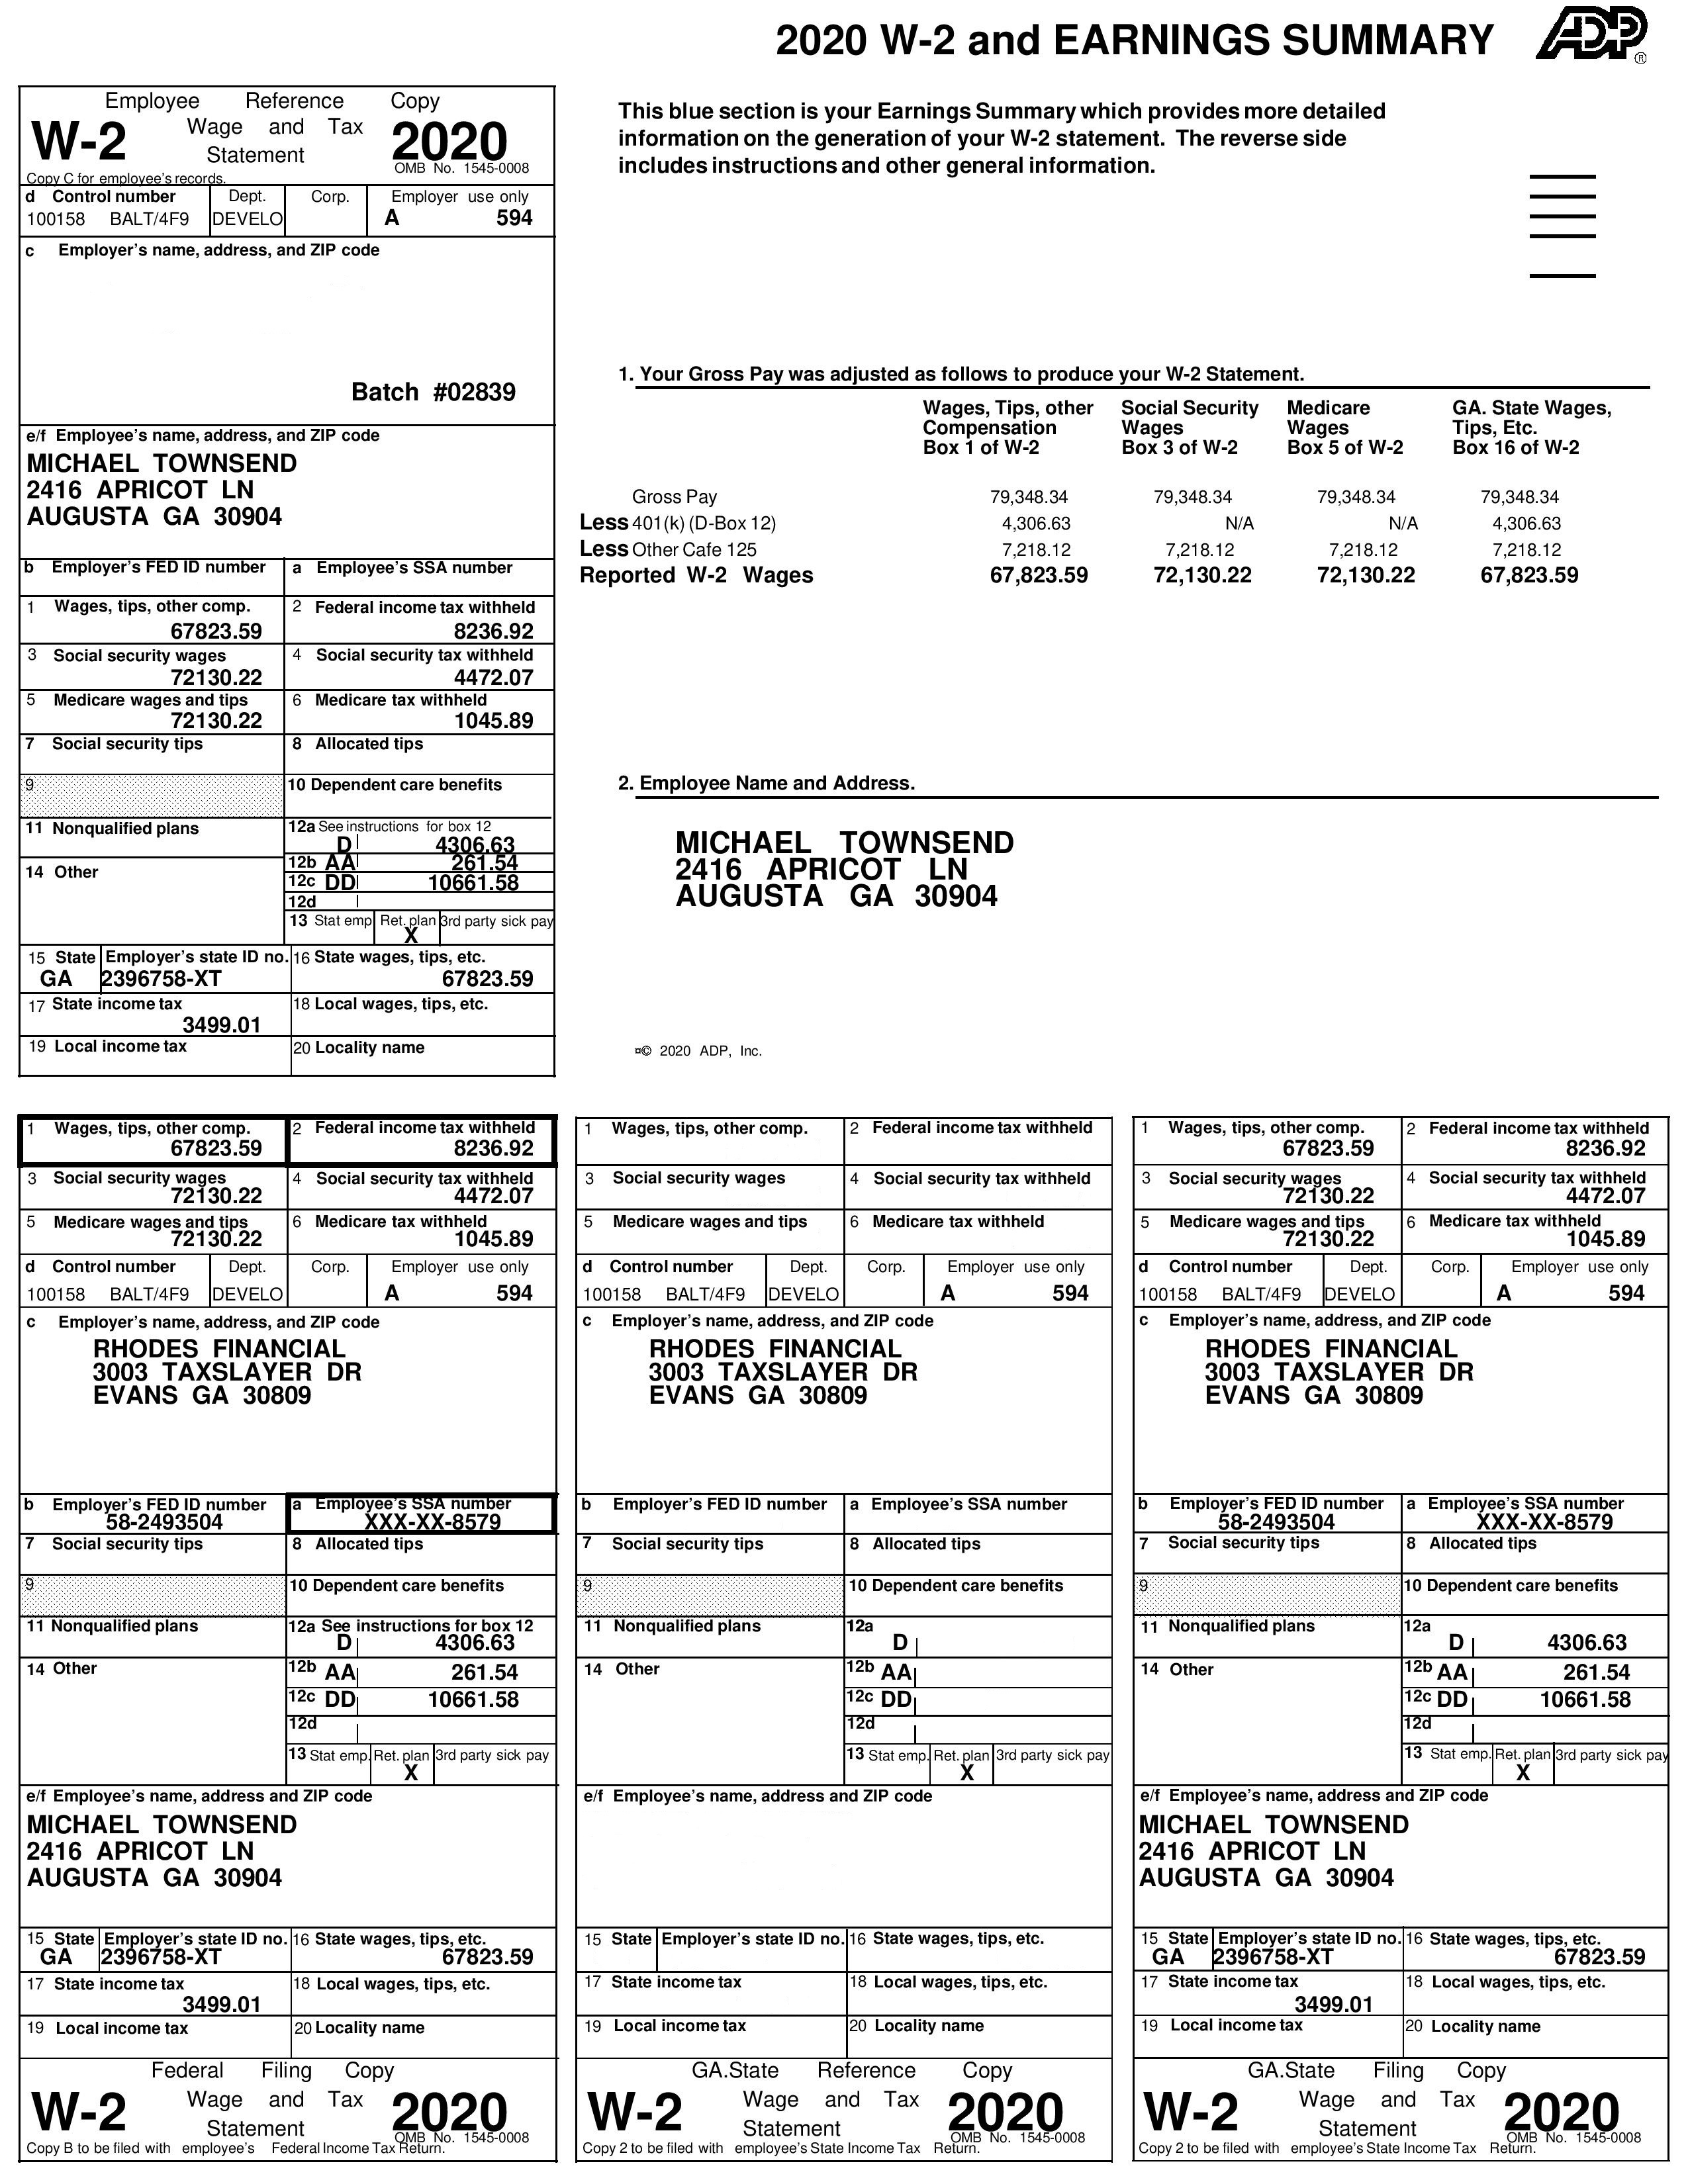 2020 W-2 and EARNINGS SUMMARY
ADP ®
Employee Reference Copy
W-2 Wage and Tax 2020
Statement
OMB No. 1545-0008
Copy C for employee's records.
d Control number Dept. Corp. Employer use only
100158 BALT/4F9 DEVELO A 594
c Employer's name, address, and ZIP code
Batch #02839
e/f Employee's name, address, and ZIP code
MICHAEL TOWNSEND
2416 APRICOT LN
AUGUSTA GA 30904
b Employer's FED ID number a Employee's SSA number
1 Wages, tips, other comp. 2 Federal income tax withheld
67823.59 8236.92
3 Social security wages 4 Social security tax withheld
72130.22 4472.07
5 Medicare wages and tips 6 Medicare tax withheld
72130.22 1045.89
7 Social security tips 8 Allocated tips
9 10 Dependent care benefits
11 Nonqualified plans 12a See instructions for box 12
D 4306.63
14 Other 12b AA 261.54
12c DD 10661.58
12d
13 Stat emp Ret. plan 3rd party sick pay
X
15 State Employer's state ID no. 16 State wages, tips, etc.
GA 2396758-XT 67823.59
17 State income tax 18 Local wages, tips, etc.
3499.01
19 Local income tax 20 Locality name
This blue section is your Earnings Summary which provides more detailed
information on the generation of your W-2 statement. The reverse side
includes instructions and other general information.
1. Your Gross Pay was adjusted as follows to produce your W-2 Statement.
Wages, Tips, other Social Security Medicare GA. State Wages,
Compensation Wages Wages Tips, Etc.
Box 1 of W-2 Box 3 of W-2 Box 5 of W-2 Box 16 of W-2
Gross Pay 79,348.34 79,348.34 79,348.34 79,348.34
Less 401(k) (D-Box 12) 4,306.63 N/A N/A 4,306.63
Less Other Cafe 125 7,218.12 7,218.12 7,218.12 7,218.12
Reported W-2 Wages 67,823.59 72,130.22 72,130.22 67,823.59
2. Employee Name and Address.
MICHAEL TOWNSEND
2416 APRICOT LN
AUGUSTA GA 30904
¤© 2020 ADP, Inc.
1 Wages, tips, other comp. 2 Federal income tax withheld
67823.59 8236.92
3 Social security wages 4 Social security tax withheld
72130.22 4472.07
5 Medicare wages and tips 6 Medicare tax withheld
72130.22 1045.89
d Control number Dept. Corp. Employer use only
100158 BALT/4F9 DEVELO A 594
c Employer's name, address, and ZIP code
RHODES FINANCIAL
3003 TAXSLAYER DR
EVANS GA 30809
b Employer's FED ID number a Employee's SSA number
58-2493504 XXX-XX-8579
7 Social security tips 8 Allocated tips
9 10 Dependent care benefits
11 Nonqualified plans 12a See instructions for box 12
D 4306.63
14 Other 12b AA 261.54
12c DD 10661.58
12d
13 Stat emp. Ret. plan 3rd party sick pay
X
e/f Employee's name, address and ZIP code
MICHAEL TOWNSEND
2416 APRICOT LN
AUGUSTA GA 30904
15 State Employer's state ID no. 16 State wages, tips, etc.
GA 2396758-XT 67823.59
17 State income tax 18 Local wages, tips, etc.
3499.01
19 Local income tax 20 Locality name
Federal Filing Copy
W-2 Wage and Tax 2020
Statement
OMB No. 1545-0008
Copy B to be filed with employee's Federal Income Tax Return.
1 Wages, tips, other comp. 2 Federal income tax withheld
3 Social security wages 4 Social security tax withheld
5 Medicare wages and tips 6 Medicare tax withheld
d Control number Dept. Corp. Employer use only
100158 BALT/4F9 DEVELO A 594
c Employer's name, address, and ZIP code
RHODES FINANCIAL
3003 TAXSLAYER DR
EVANS GA 30809
b Employer's FED ID number a Employee's SSA number
7 Social security tips 8 Allocated tips
9 10 Dependent care benefits
11 Nonqualified plans 12a
D
14 Other 12b AA
12c DD
12d
13 Stat emp. Ret. plan 3rd party sick pay
X
e/f Employee's name, address and ZIP code
15 State Employer's state ID no. 16 State wages, tips, etc.
17 State income tax 18 Local wages, tips, etc.
19 Local income tax 20 Locality name
GA.State Reference Copy
W-2 Wage and Tax 2020
Statement
OMB No. 1545-0008
Copy 2 to be filed with employee's State Income Tax Return.
1 Wages, tips, other comp. 2 Federal income tax withheld
67823.59 8236.92
3 Social security wages 4 Social security tax withheld
72130.22 4472.07
5 Medicare wages and tips 6 Medicare tax withheld
72130.22 1045.89
d Control number Dept. Corp. Employer use only
100158 BALT/4F9 DEVELO A 594
c Employer's name, address, and ZIP code
RHODES FINANCIAL
3003 TAXSLAYER DR
EVANS GA 30809
b Employer's FED ID number a Employee's SSA number
58-2493504 XXX-XX-8579
7 Social security tips 8 Allocated tips
9 10 Dependent care benefits
11 Nonqualified plans 12a
D 4306.63
14 Other 12b AA 261.54
12c DD 10661.58
12d
13 Stat emp. Ret. plan 3rd party sick pay
X
e/f Employee's name, address and ZIP code
MICHAEL TOWNSEND
2416 APRICOT LN
AUGUSTA GA 30904
15 State Employer's state ID no. 16 State wages, tips, etc.
GA 2396758-XT 67823.59
17 State income tax 18 Local wages, tips, etc.
3499.01
19 Local income tax 20 Locality name
GA.State Filing Copy
W-2 Wage and Tax 2020
Statement
OMB No. 1545-0008
Copy 2 to be filed with employee's State Income Tax Return.